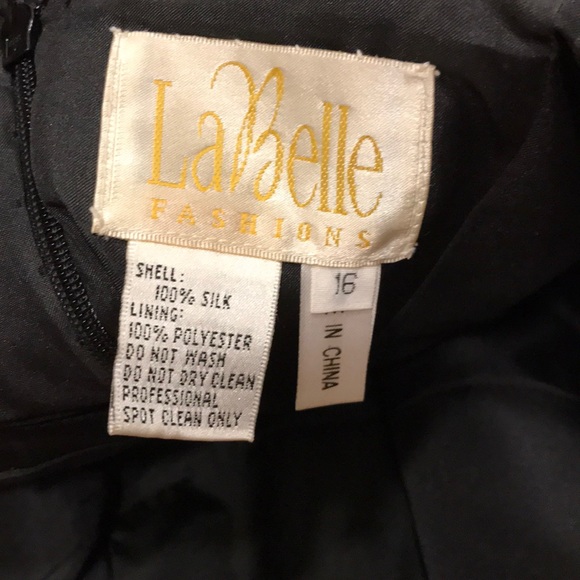 LaBelle
FASHIONS
SHELL:
100% SILK
LINING:
100% POLYESTER
DO NOT WASH
DO NOT DRY CLEAN
PROFESSIONAL
SPOT CLEAN ONLY
16
IN CHINA